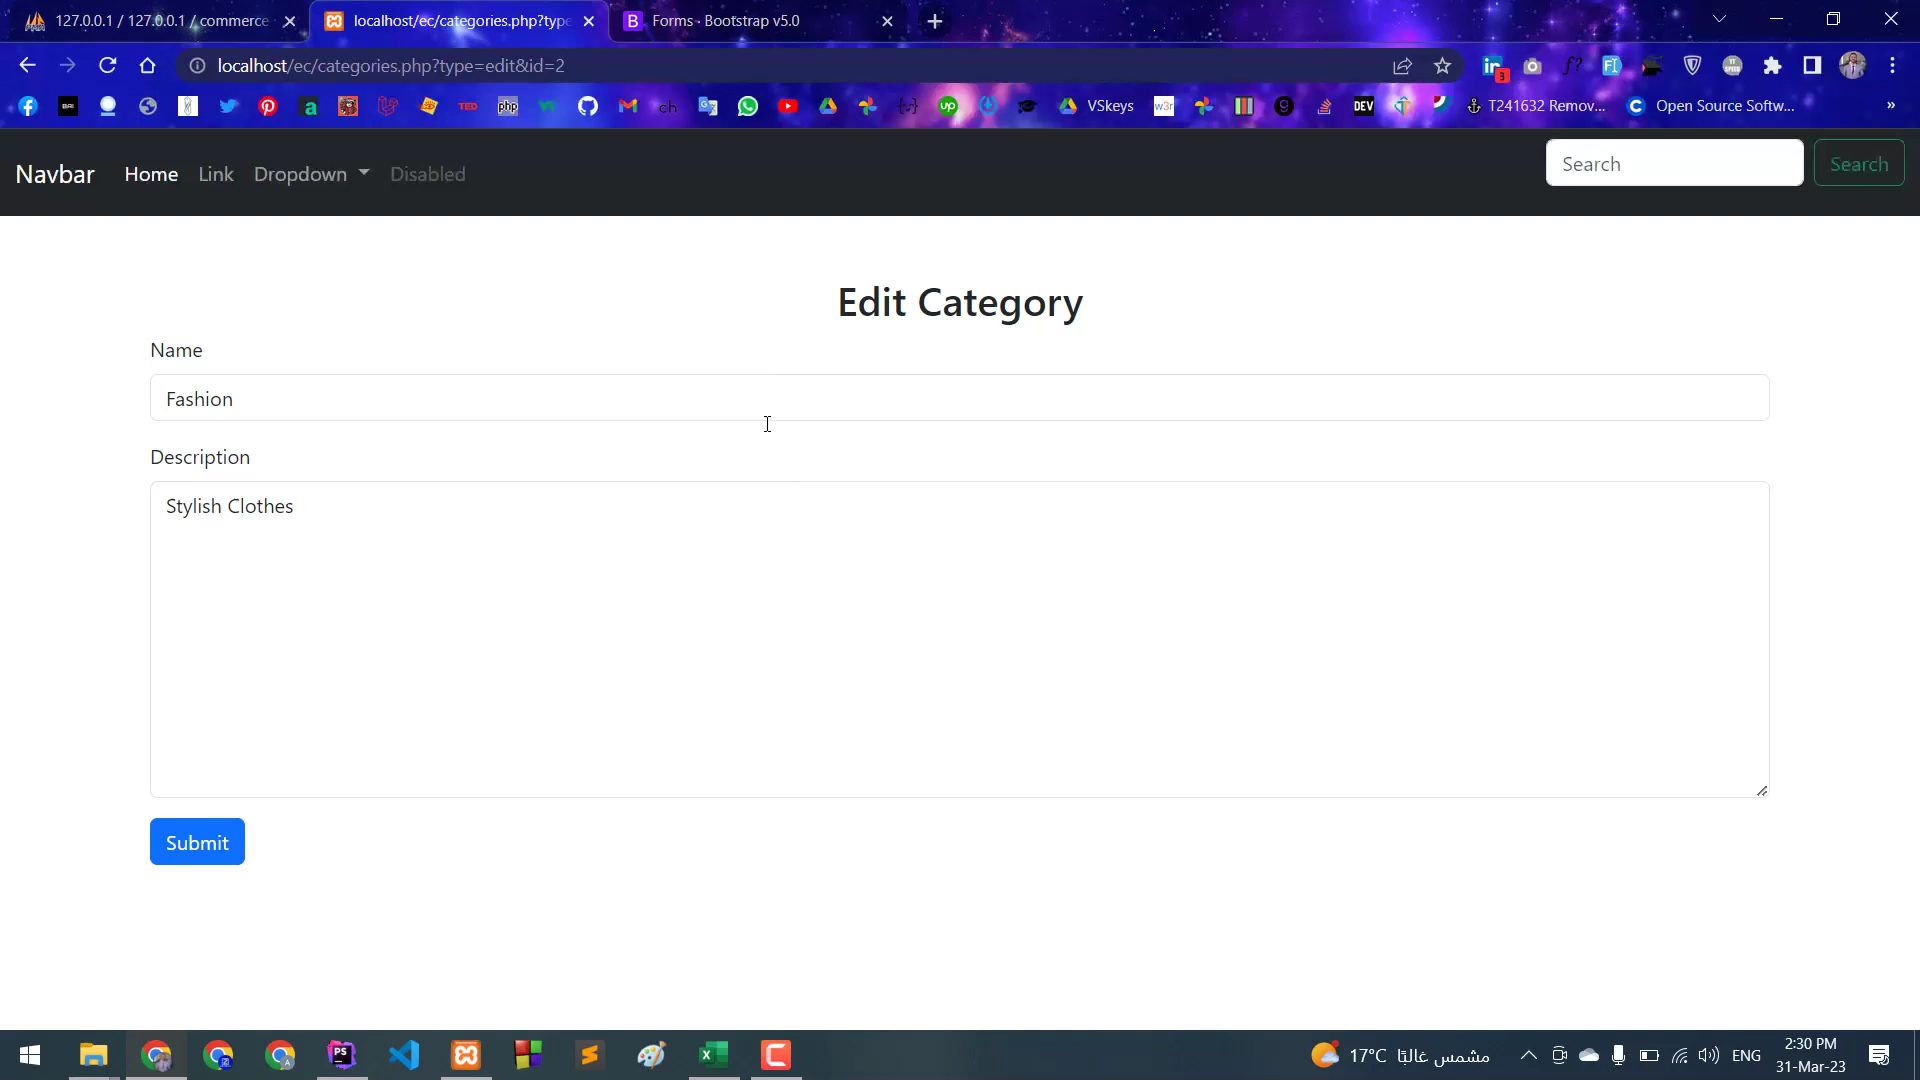 127.0.0.1 / 127.0.0.1 / commerce
localhost/ec/categories.php?type
Forms · Bootstrap v5.0
localhost/ec/categories.php?type=edit&id=2
VSkeys
T241632 Remov...
Open Source Softw...
Navbar
Home
Link
Dropdown
Disabled
Search
Search
Edit Category
Name
Fashion
Description
Stylish Clothes
Submit
17°C مشمس غالبًا
ENG
2:30 PM
31-Mar-23